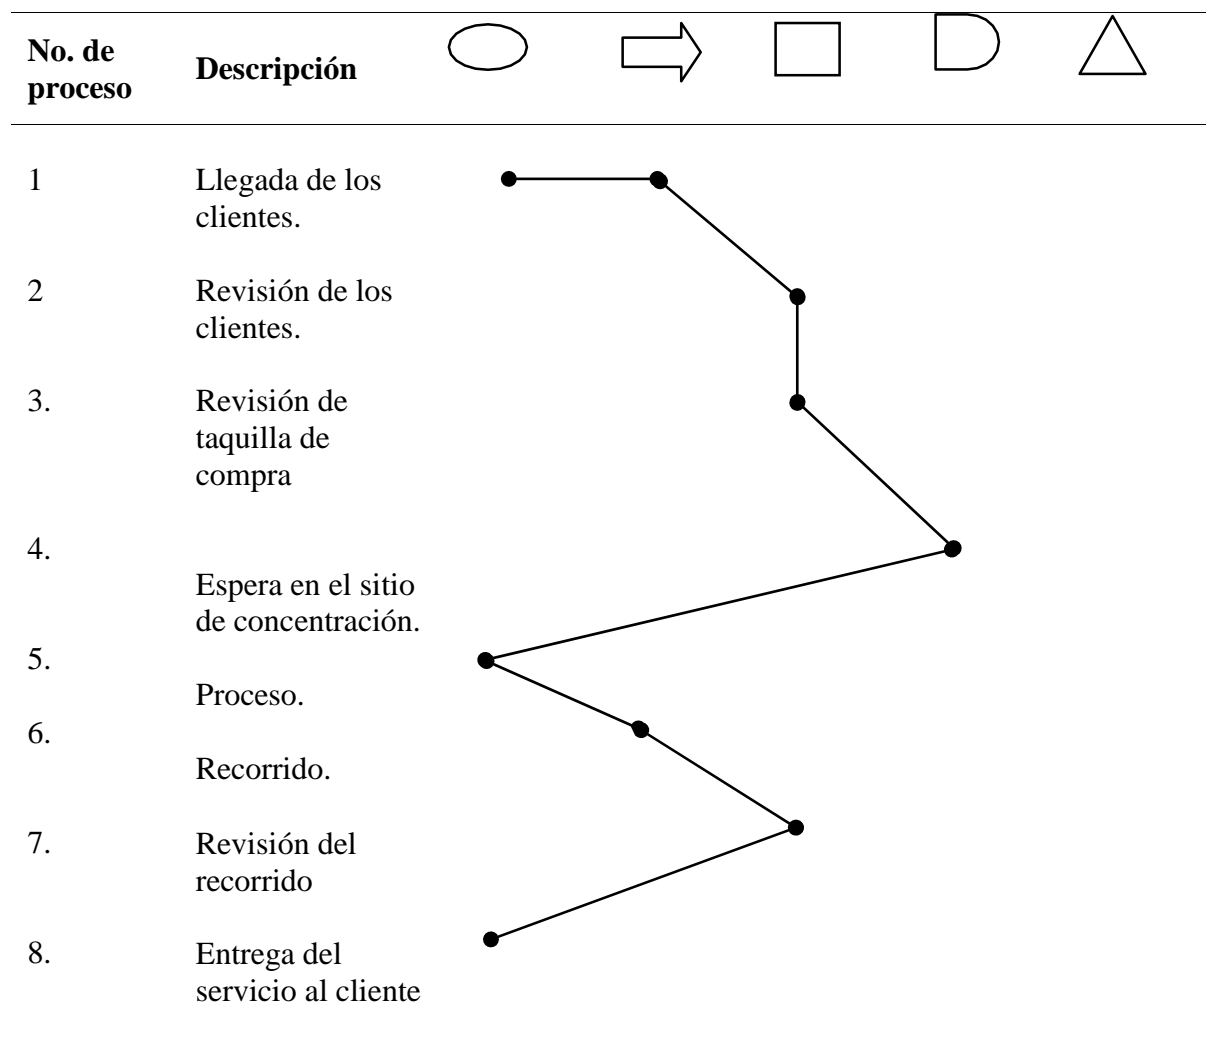 No. de
proceso
Descripción
1
Llegada de los
clientes.
2
Revisión de los
clientes.
3.
Revisión de
taquilla de
compra
4.
Espera en el sitio
de concentración.
5.
Proceso.
6.
Recorrido.
7.
Revisión del
recorrido
8.
Entrega del
servicio al cliente